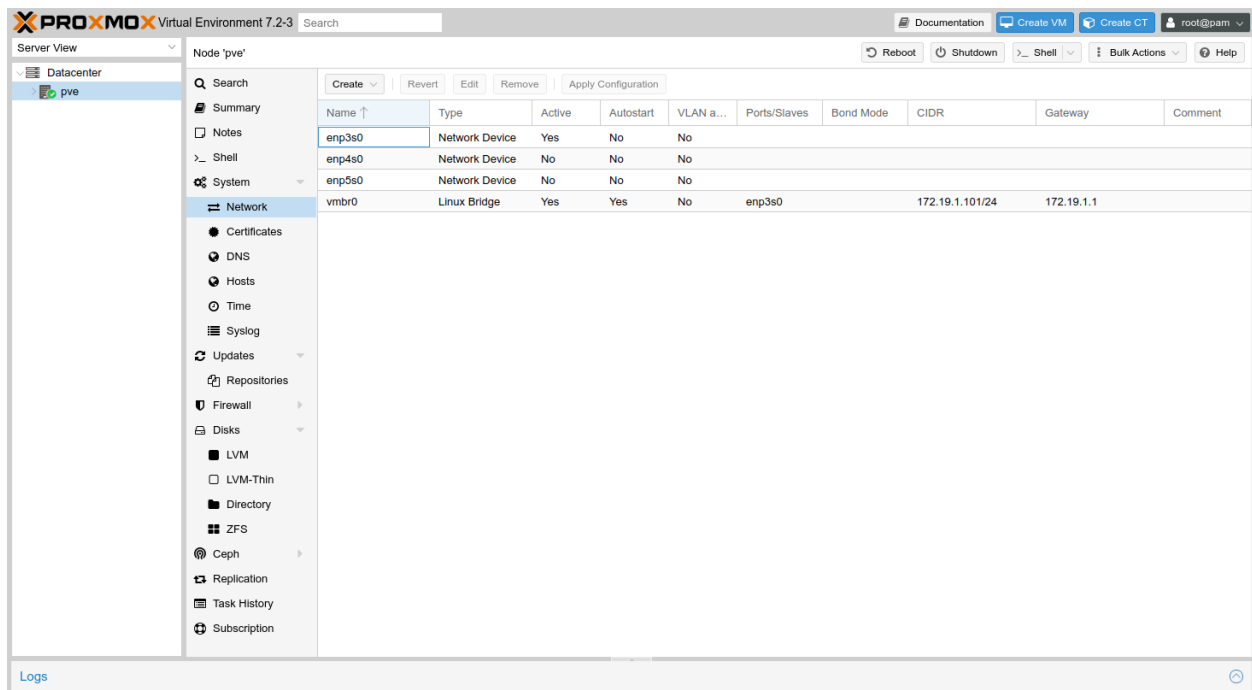 PROXMOX Virtual Environment 7.2-3 Search Documentation Create VM Create CT root@pam
Server View
Node 'pve' Reboot Shutdown >_ Shell Bulk Actions Help
Datacenter
pve
Search
Summary
Notes
>_ Shell
System
Network
Certificates
DNS
Hosts
Time
Syslog
Updates
Repositories
Firewall
Disks
LVM
LVM-Thin
Directory
ZFS
Ceph
Replication
Task History
Subscription
Create Revert Edit Remove Apply Configuration
Name ↑ Type Active Autostart VLAN a... Ports/Slaves Bond Mode CIDR Gateway Comment
enp3s0 Network Device Yes No No
enp4s0 Network Device No No No
enp5s0 Network Device No No No
vmbr0 Linux Bridge Yes Yes No enp3s0 172.19.1.101/24 172.19.1.1
Logs